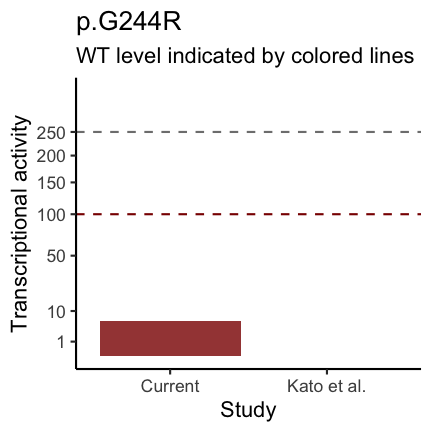 p.G244R
WT level indicated by colored lines
Transcriptional activity
250
200
150
100
50
10
1
Current
Kato et al.
Study